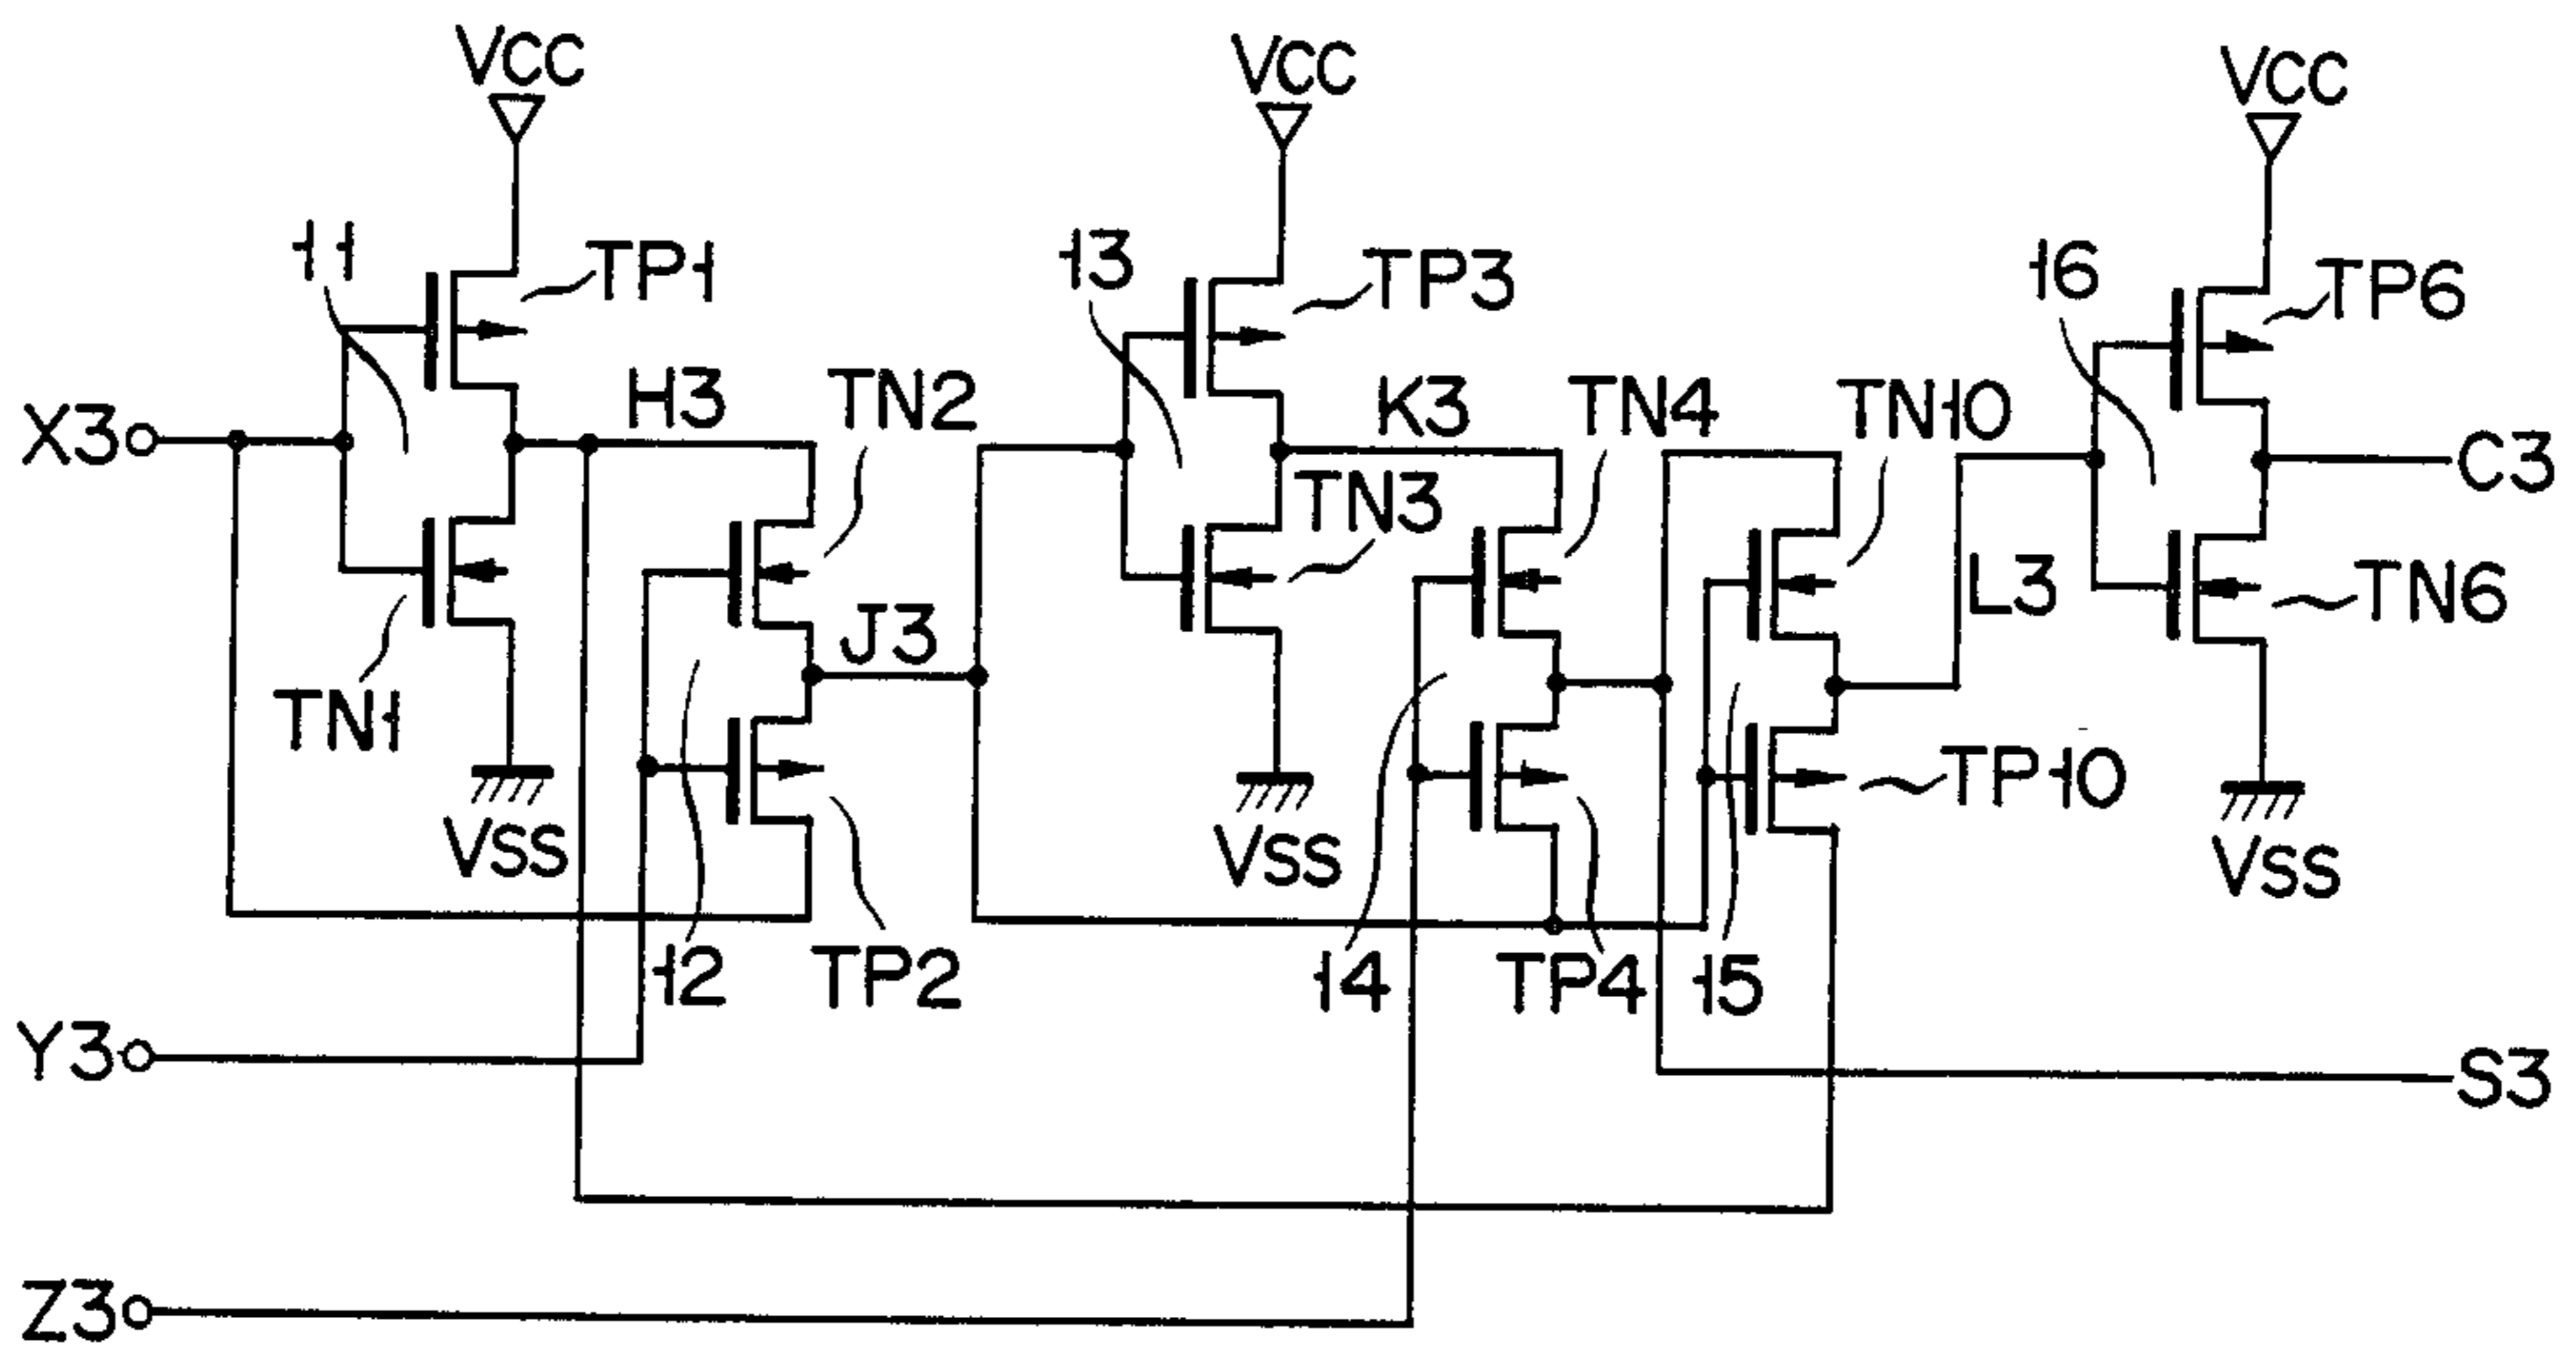 VCC
VCC
VCC
11
TP1
13
TP3
16
TP6
X3
H3
TN2
K3
TN4
TN10
C3
TN3
J3
L3
TN6
TN1
VSS
VSS
VSS
TP10
12
TP2
14
TP4
15
Y3
S3
Z3